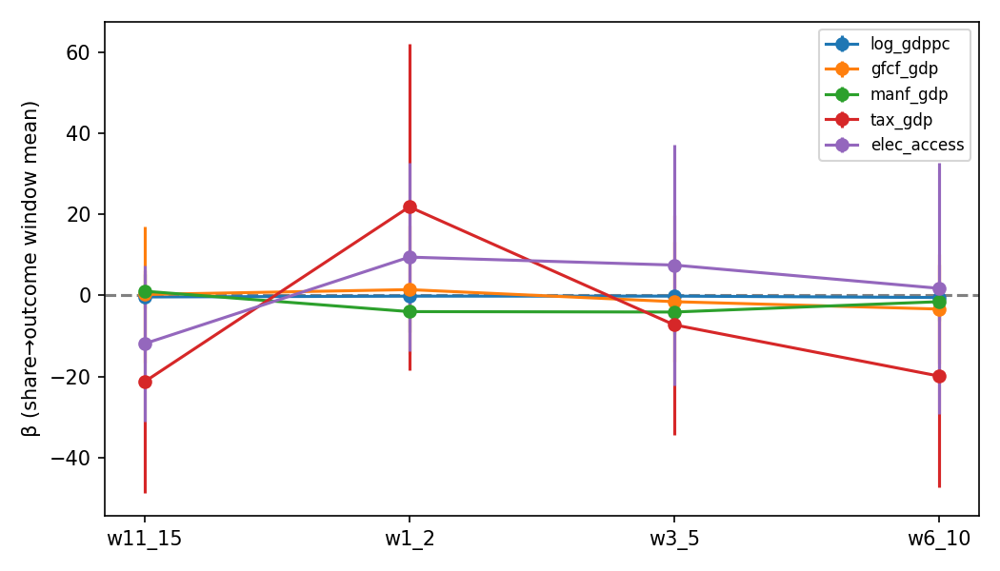 β (share→outcome window mean)
60
40
20
0
−20
−40
w11_15
w1_2
w3_5
w6_10
log_gdppc
gfcf_gdp
manf_gdp
tax_gdp
elec_access